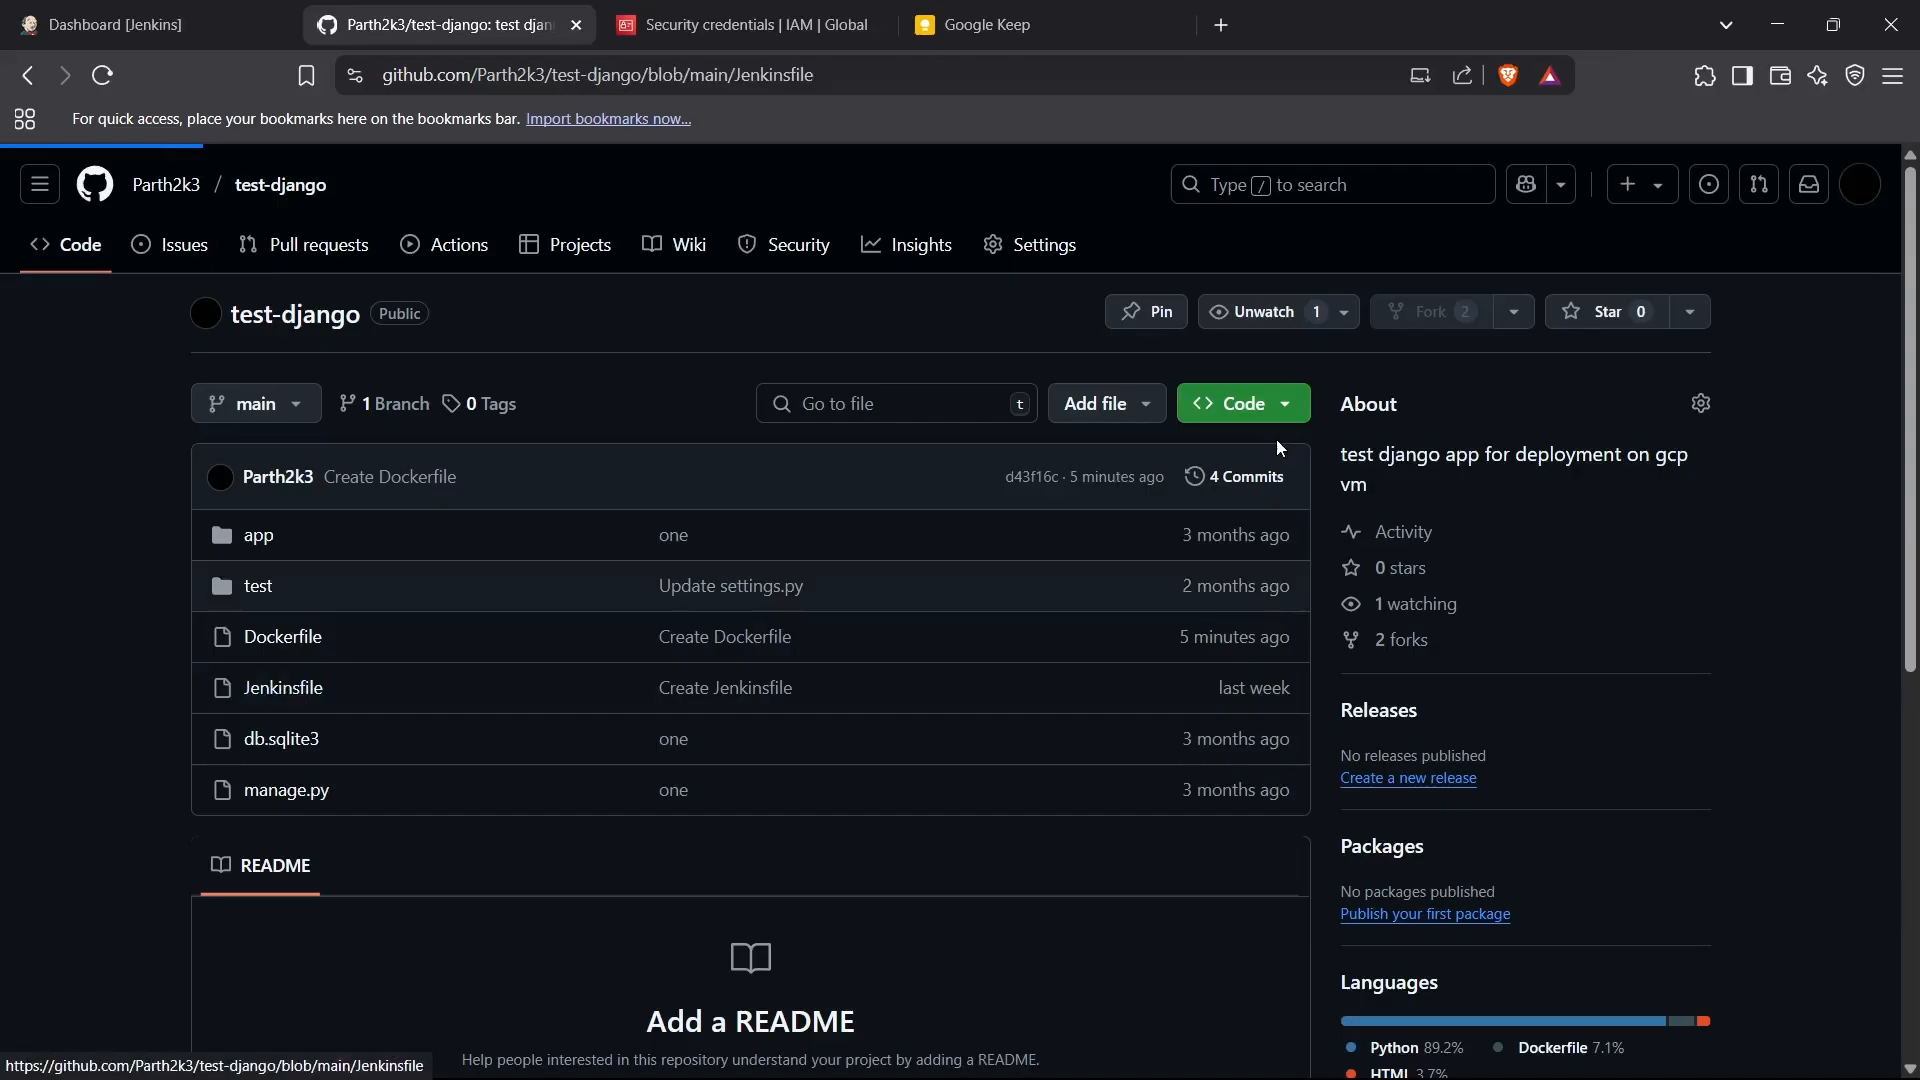 Dashboard [Jenkins]
Parth2k3/test-django: test djan
Security credentials | IAM | Global
Google Keep
github.com/Parth2k3/test-django/blob/main/Jenkinsfile
For quick access, place your bookmarks here on the bookmarks bar. Import bookmarks now...
Parth2k3 / test-django
Type / to search
Code
Issues
Pull requests
Actions
Projects
Wiki
Security
Insights
Settings
test-django Public
Pin
Unwatch 1
Fork 2
Star 0
main
1 Branch
0 Tags
Go to file t
Add file
Code
Parth2k3 Create Dockerfile d43f16c · 5 minutes ago 4 Commits
app one 3 months ago
test Update settings.py 2 months ago
Dockerfile Create Dockerfile 5 minutes ago
Jenkinsfile Create Jenkinsfile last week
db.sqlite3 one 3 months ago
manage.py one 3 months ago
README
Add a README
Help people interested in this repository understand your project by adding a README.
About
test django app for deployment on gcp
vm
Activity
0 stars
1 watching
2 forks
Releases
No releases published
Create a new release
Packages
No packages published
Publish your first package
Languages
Python 89.2% Dockerfile 7.1%
HTML 3.7%
https://github.com/Parth2k3/test-django/blob/main/Jenkinsfile